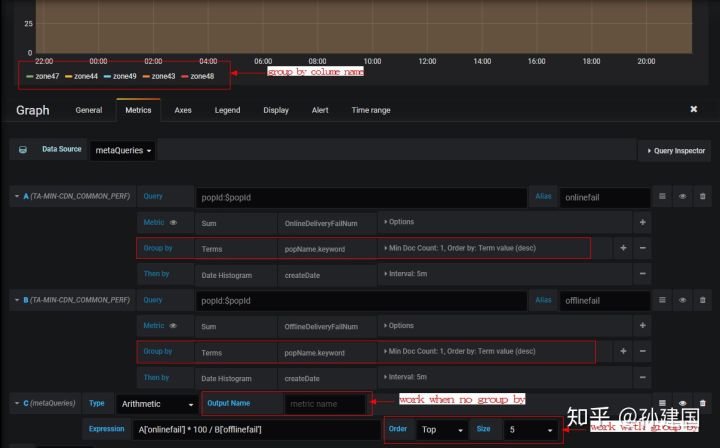 25
0
22:00 00:00 02:00 04:00 06:00 08:00 10:00 12:00 14:00 16:00 18:00 20:00
zone47 zone44 zone49 zone43 zone48 group by colume name
Graph General Metrics Axes Legend Display Alert Time range ×
Data Source metaQueries Query Inspector
A (TA-MIN-CDN_COMMON_PERF) Query popId:$popId Alias onlinefail
Metric Sum OnlineDeliveryFailNum Options +
Group by Terms popName.keyword Min Doc Count: 1, Order by: Term value (desc) + −
Then by Date Histogram createDate Interval: 5m −
B (TA-MIN-CDN_COMMON_PERF) Query popId:$popId Alias offlinefail
Metric Sum OfflineDeliveryFailNum Options +
Group by Terms popName.keyword Min Doc Count: 1, Order by: Term value (desc) + −
Then by Date Histogram createDate Interval: 5m −
C (metaQueries) Type Arithmetic Output Name metric name work when no group by
知乎 @孙建国
Expression A['onlinefail'] * 100 / B['offlinefail'] Order Top Size 5 work with group by